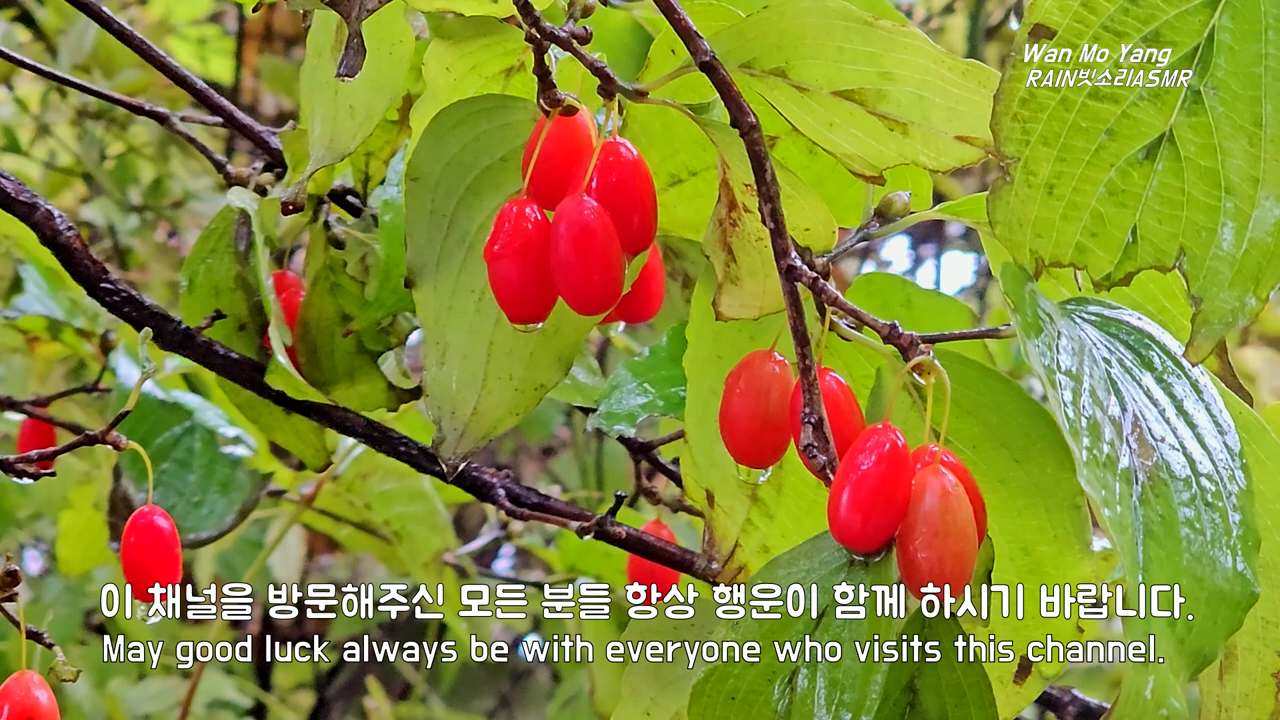 Wan Mo Yang
RAIN빗소리ASMR
이 채널을 방문해주신 모든 분들 항상 행운이 함께 하시기 바랍니다.
May good luck always be with everyone who visits this channel.